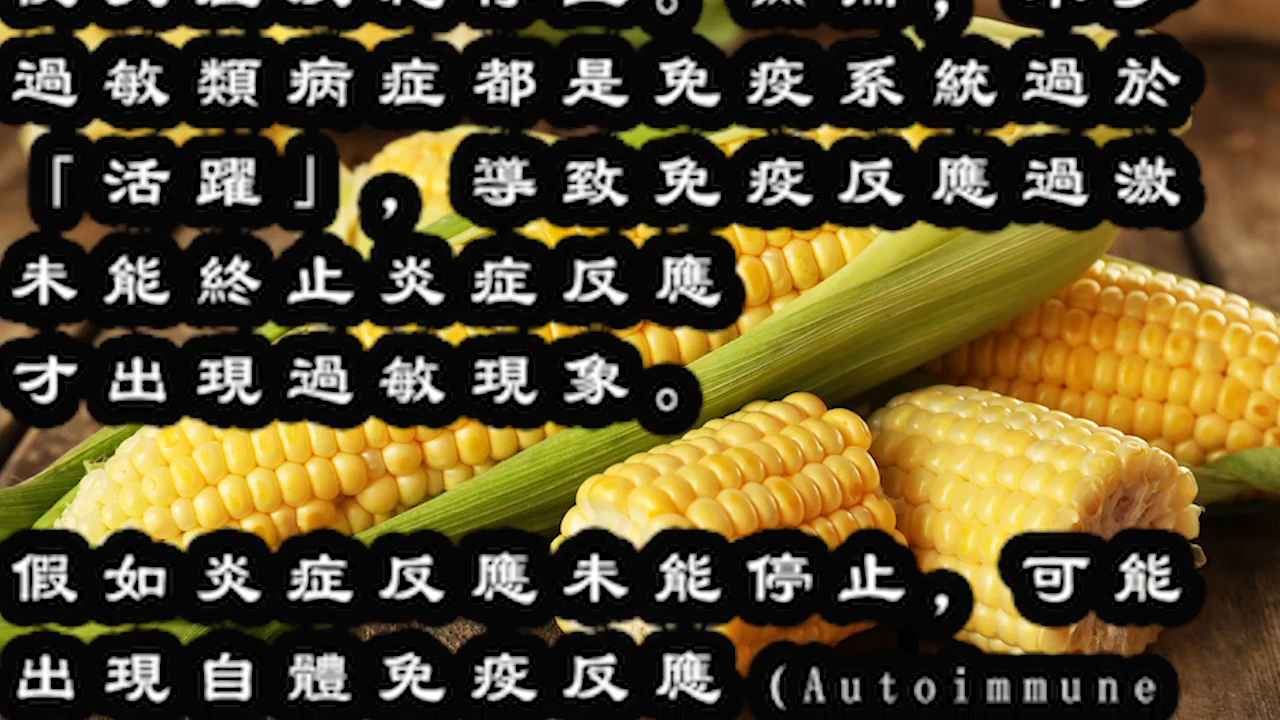 過敏類病症都是免疫系統過於
「活躍」，導致免疫反應過激
未能終止炎症反應
才出現過敏現象。
假如炎症反應未能停止，可能
出現自體免疫反應(Autoimmune